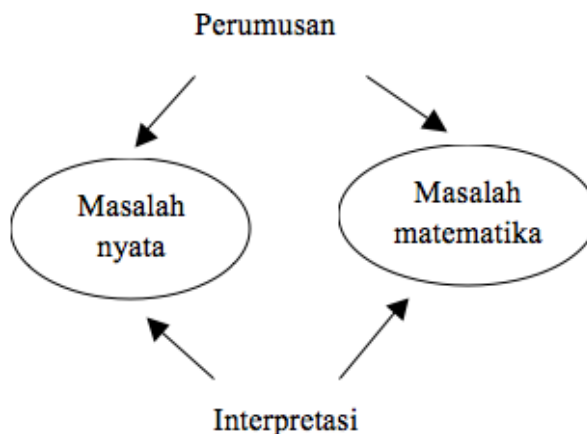 Perumusan
Masalah
nyata
Masalah
matematika
Interpretasi